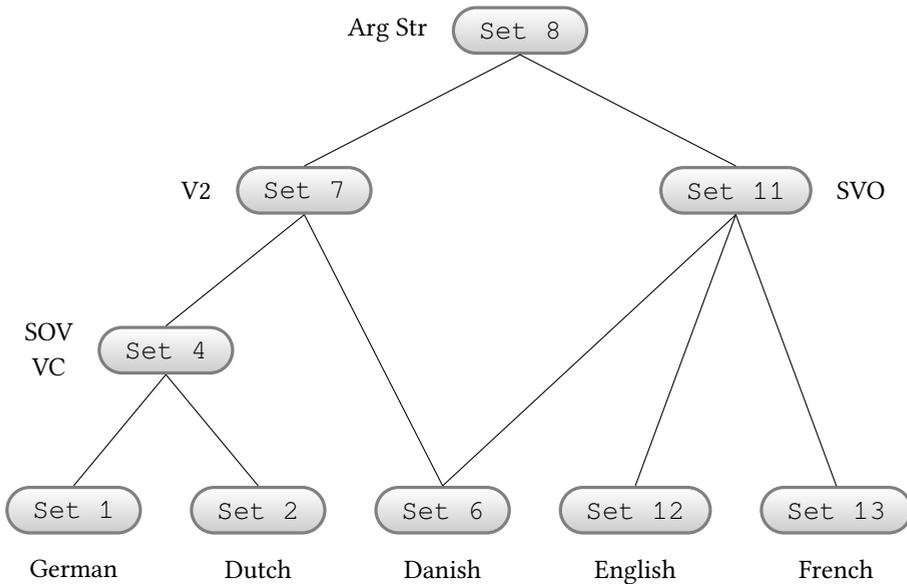 Arg Str Set 8
V2 Set 7 Set 11 SVO
SOV
VC
Set 4
Set 1 Set 2 Set 6 Set 12 Set 13
German Dutch Danish English French